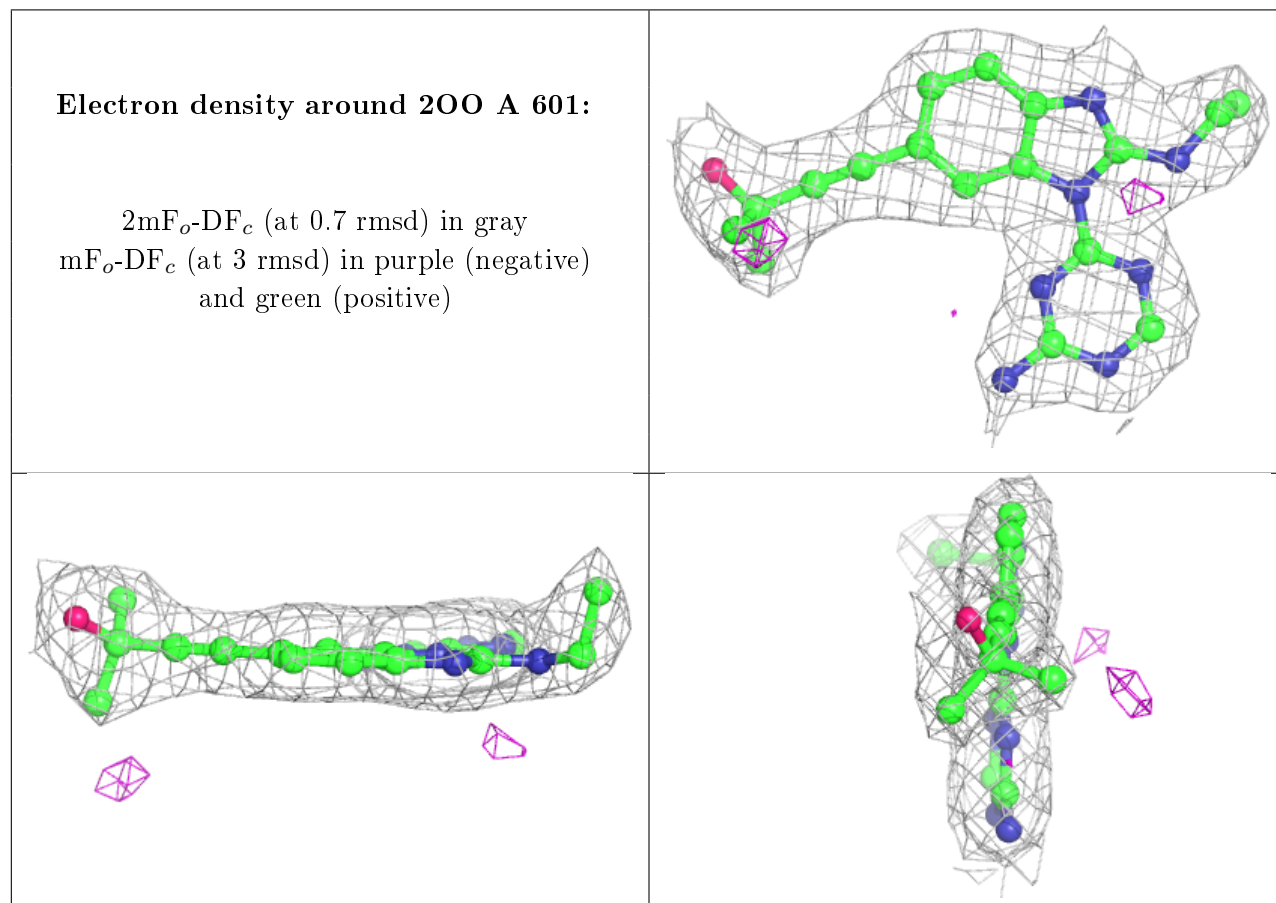 Electron density around 2OO A 601:
2mFo-DFc (at 0.7 rmsd) in gray
mFo-DFc (at 3 rmsd) in purple (negative)
and green (positive)